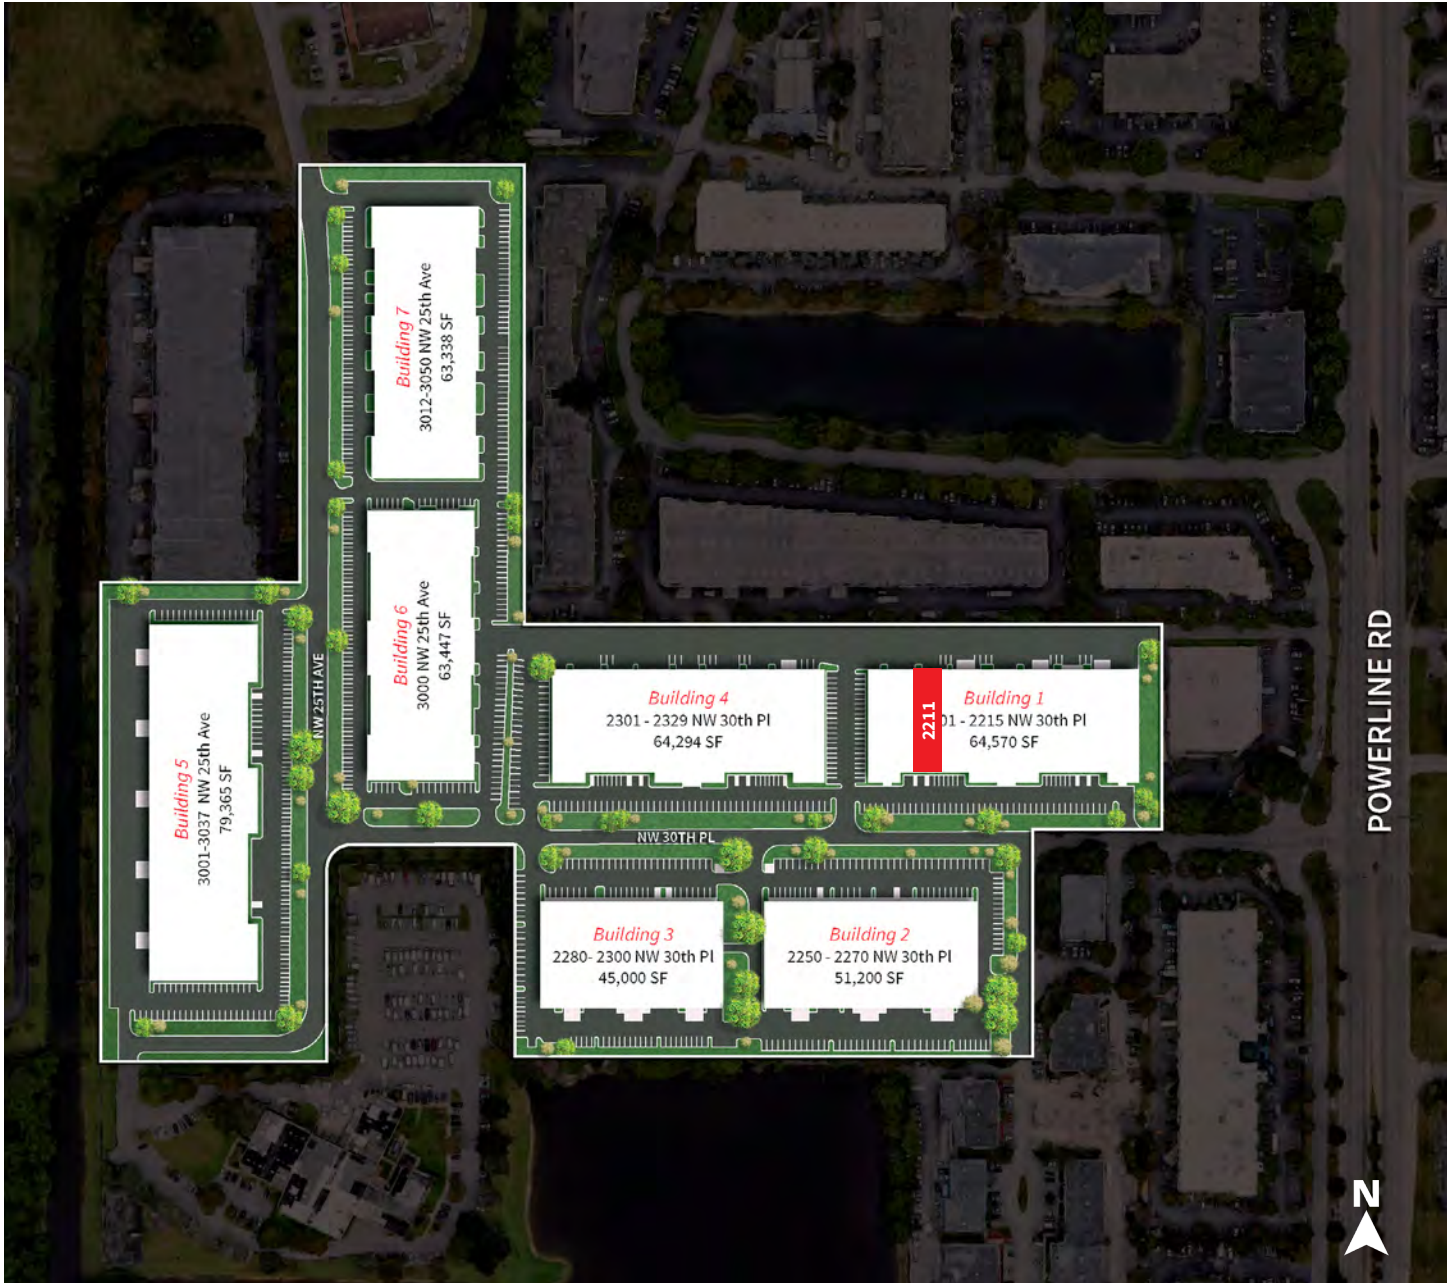 Building 7
3012-3050 NW 25th Ave
63,338 SF
Building 6
3000 NW 25th Ave
63,447 SF
NW 25TH AVE
Building 5
3001-3037 NW 25th Ave
79,365 SF
Building 4
2301 - 2329 NW 30th Pl
64,294 SF
2211
Building 1
01 - 2215 NW 30th Pl
64,570 SF
POWERLINE RD
NW 30TH PL
Building 3
2280- 2300 NW 30th Pl
45,000 SF
Building 2
2250 - 2270 NW 30th Pl
51,200 SF
N